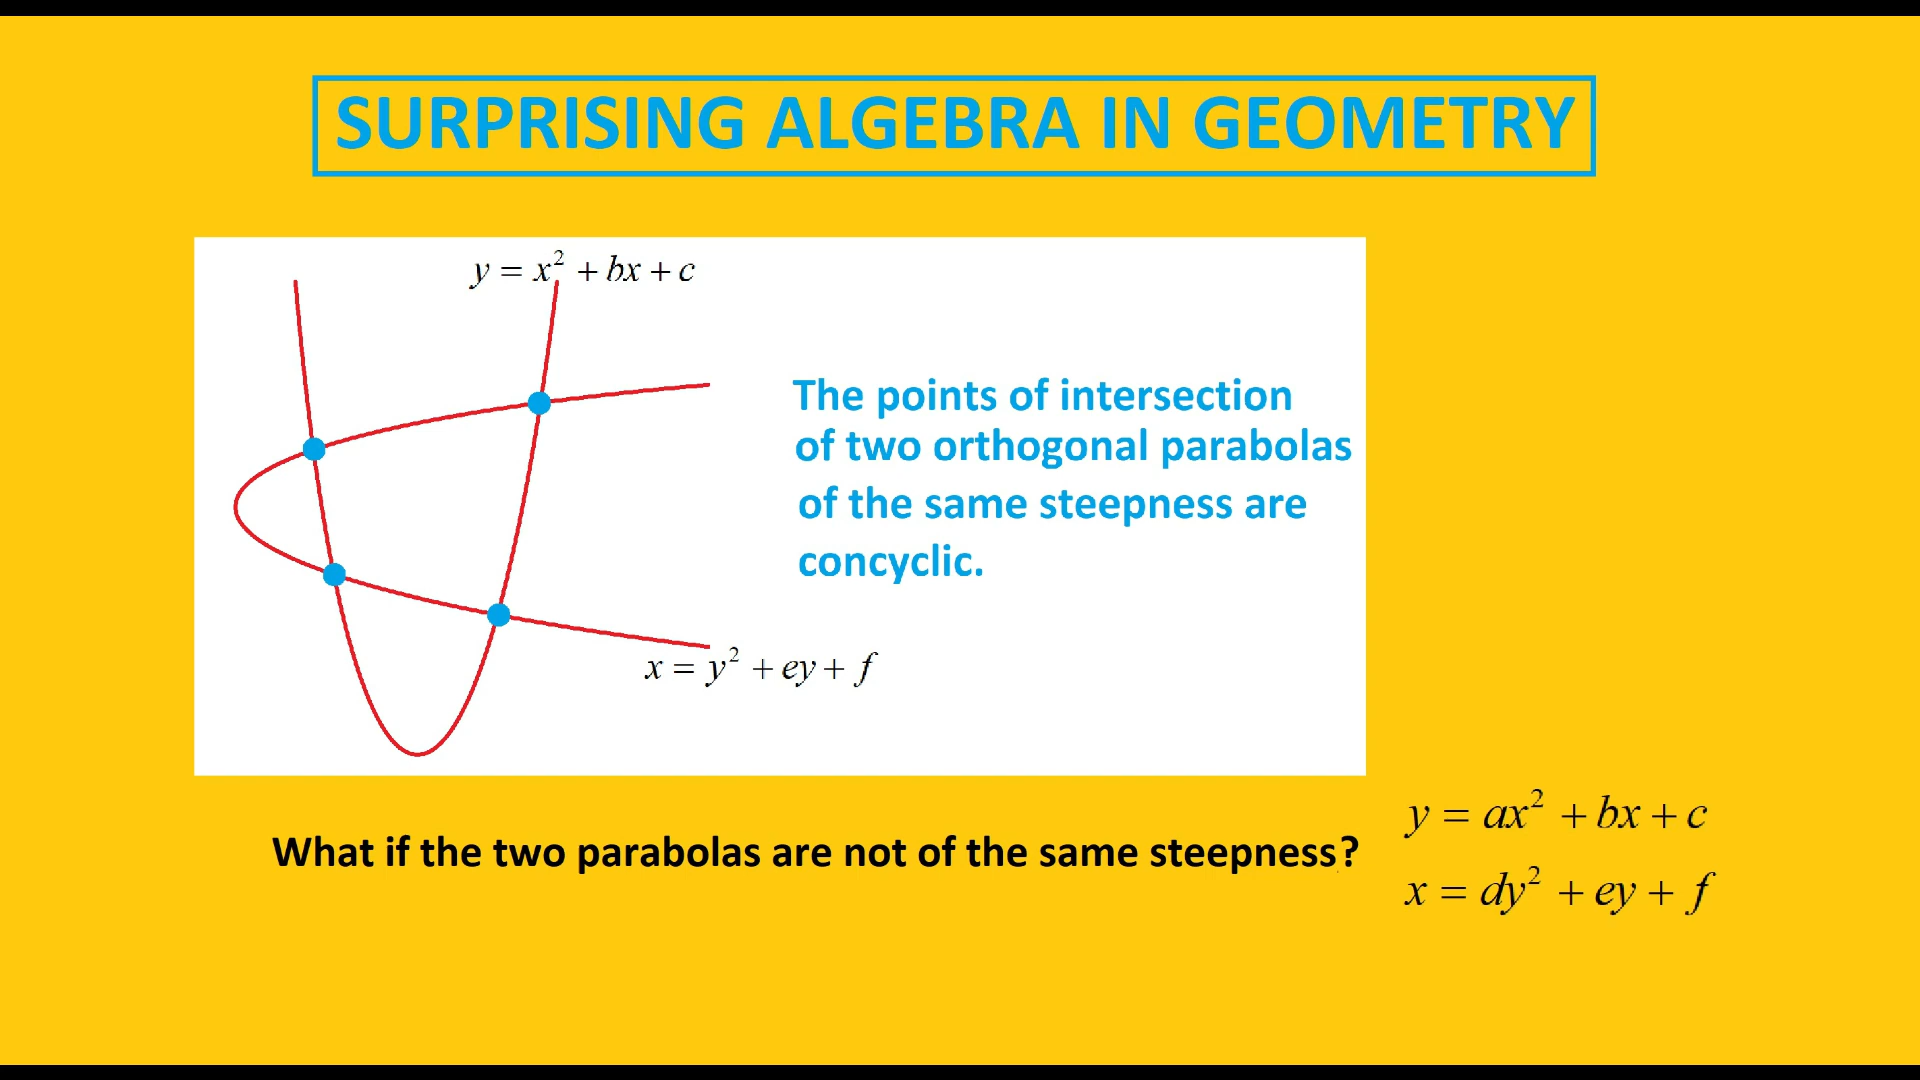 SURPRISING ALGEBRA IN GEOMETRY
y = x² + bx + c
The points of intersection
of two orthogonal parabolas
of the same steepness are
concyclic.
x = y² + ey + f
What if the two parabolas are not of the same steepness?
y = ax² + bx + c
x = dy² + ey + f